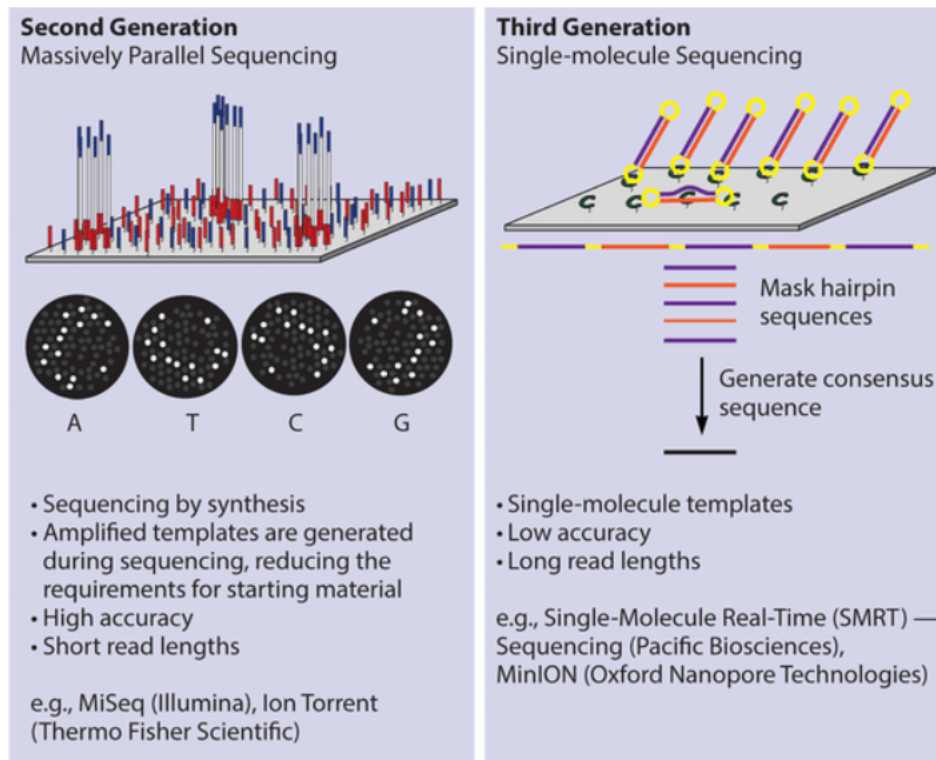 Second Generation
Massively Parallel Sequencing
A
T
C
G
• Sequencing by synthesis
• Amplified templates are generated
during sequencing, reducing the
requirements for starting material
• High accuracy
• Short read lengths
e.g., MiSeq (Illumina), Ion Torrent
(Thermo Fisher Scientific)
Third Generation
Single-molecule Sequencing
Mask hairpin
sequences
Generate consensus
sequence
• Single-molecule templates
• Low accuracy
• Long read lengths
e.g., Single-Molecule Real-Time (SMRT) —
Sequencing (Pacific Biosciences),
MinION (Oxford Nanopore Technologies)